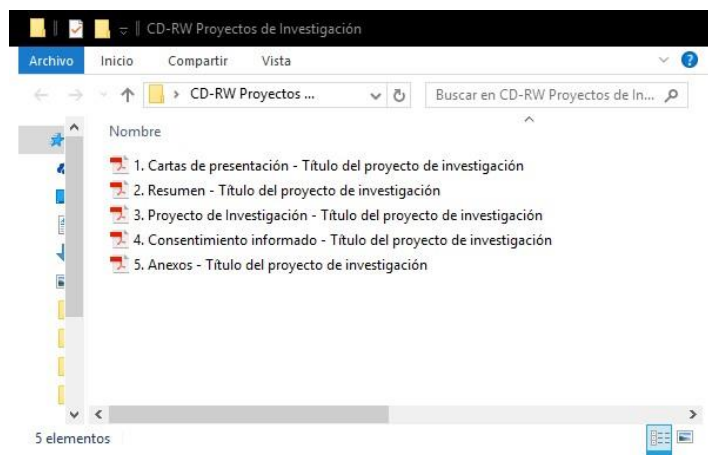 CD-RW Proyectos de Investigación
Archivo Inicio Compartir Vista
CD-RW Proyectos ... Buscar en CD-RW Proyectos de In...
Nombre
1. Cartas de presentación - Título del proyecto de investigación
2. Resumen - Título del proyecto de investigación
3. Proyecto de Investigación - Título del proyecto de investigación
4. Consentimiento informado - Título del proyecto de investigación
5. Anexos - Título del proyecto de investigación
5 elementos